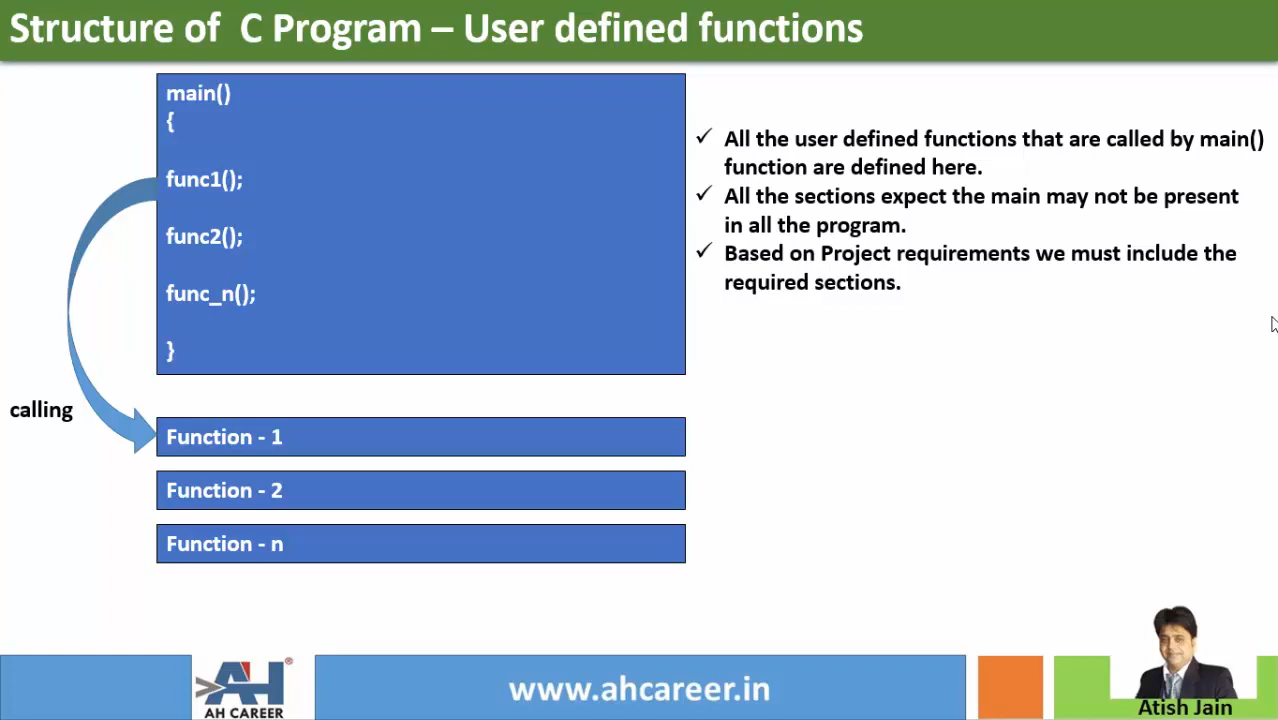 Structure of C Program – User defined functions
main()
{
func1();
func2();
func_n();
}
calling
Function - 1
Function - 2
Function - n
✓ All the user defined functions that are called by main()
function are defined here.
✓ All the sections expect the main may not be present
in all the program.
✓ Based on Project requirements we must include the
required sections.
AH
®
AH CAREER
www.ahcareer.in
Atish Jain